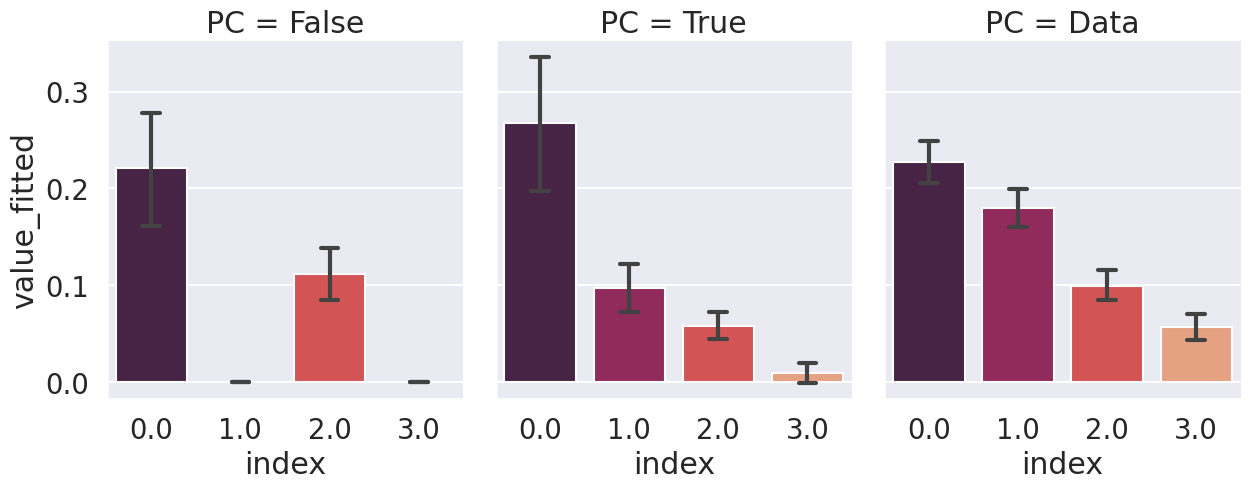 PC = False
PC = True
PC = Data
value_fitted
0.3
0.2
0.1
0.0
0.0 1.0 2.0 3.0
0.0 1.0 2.0 3.0
0.0 1.0 2.0 3.0
index
index
index